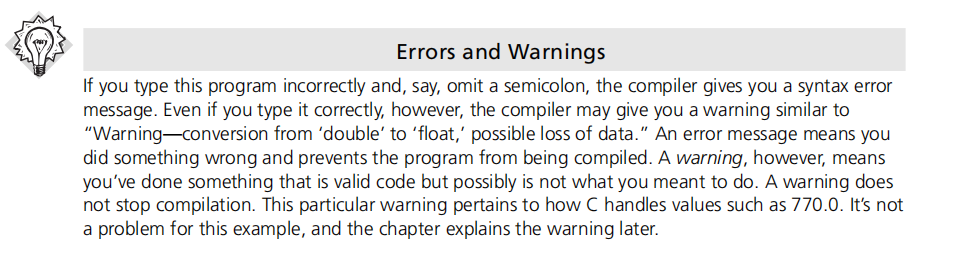 Errors and Warnings
If you type this program incorrectly and, say, omit a semicolon, the compiler gives you a syntax error
message. Even if you type it correctly, however, the compiler may give you a warning similar to
“Warning—conversion from ‘double’ to ‘float,’ possible loss of data.” An error message means you
did something wrong and prevents the program from being compiled. A warning, however, means
you’ve done something that is valid code but possibly is not what you meant to do. A warning does
not stop compilation. This particular warning pertains to how C handles values such as 770.0. It’s not
a problem for this example, and the chapter explains the warning later.